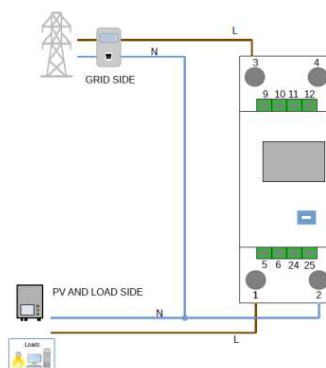 L
N
3 4
GRID SIDE
9 10 11 12
5 6 24 25
PV AND LOAD SIDE
1 2
N
L
Loads